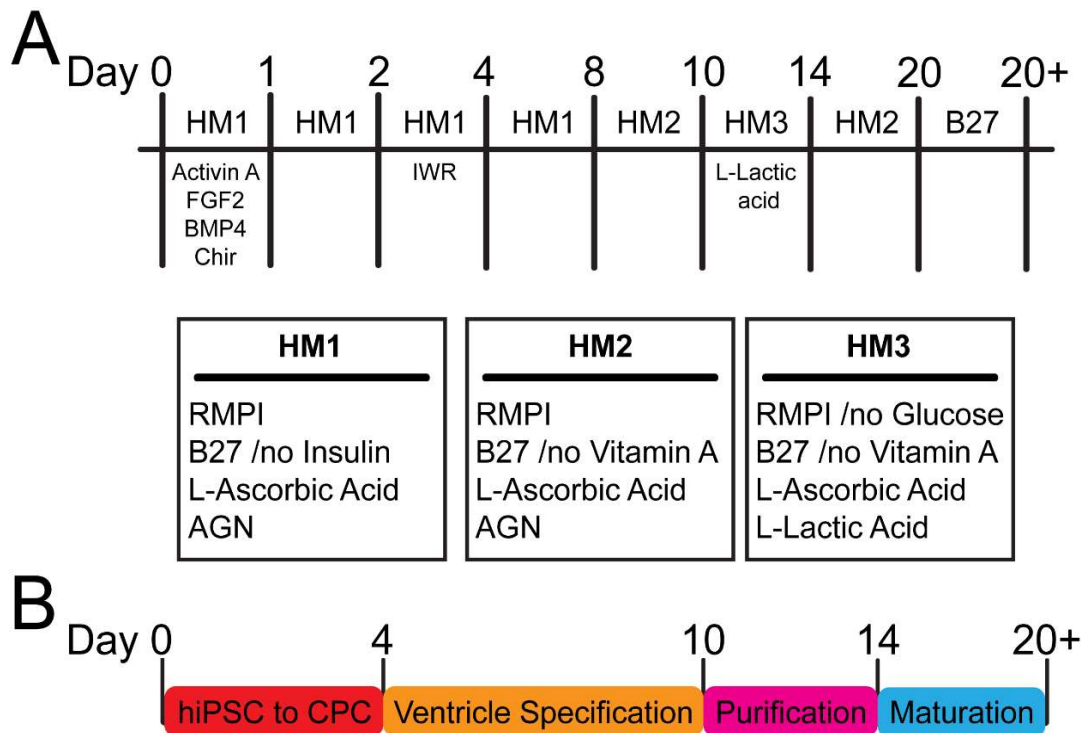 A
Day 0 1 2 4 8 10 14 20 20+
HM1 HM1 HM1 HM1 HM2 HM3 HM2 B27
Activin A
FGF2
BMP4
Chir
IWR
L-Lactic
acid
HM1
RMPI
B27 /no Insulin
L-Ascorbic Acid
AGN
HM2
RMPI
B27 /no Vitamin A
L-Ascorbic Acid
AGN
HM3
RMPI /no Glucose
B27 /no Vitamin A
L-Ascorbic Acid
L-Lactic Acid
B
Day 0 4 10 14 20+
hiPSC to CPC Ventricle Specification Purification Maturation